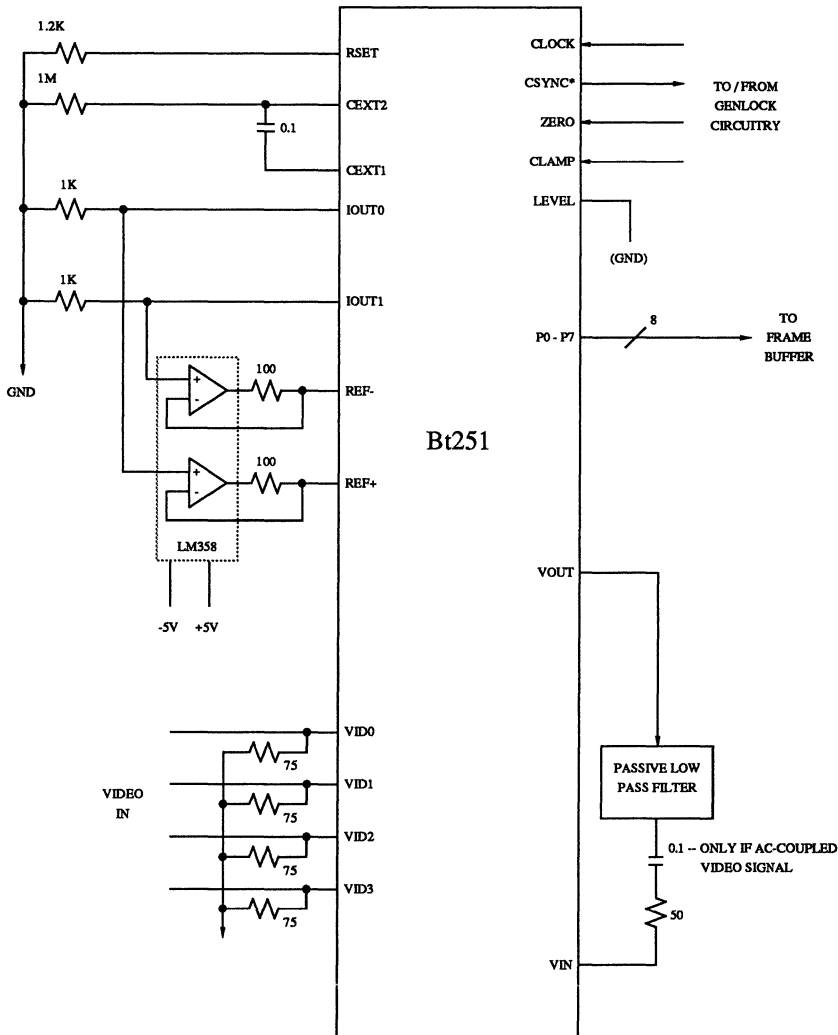 1.2K
RSET
1M
CEXT2
0.1
CEXT1
1K
IOUT0
1K
IOUT1
GND
100
+
-
REF-
100
+
-
REF+
LM358
-5V
+5V
VIDEO
IN
VID0
75
VID1
75
VID2
75
VID3
75
Bt251
CLOCK
CSYNC*
ZERO
CLAMP
TO / FROM
GENLOCK
CIRCUITRY
LEVEL
(GND)
P0 - P7
8
TO
FRAME
BUFFER
VOUT
PASSIVE LOW
PASS FILTER
0.1 -- ONLY IF AC-COUPLED
VIDEO SIGNAL
50
VIN